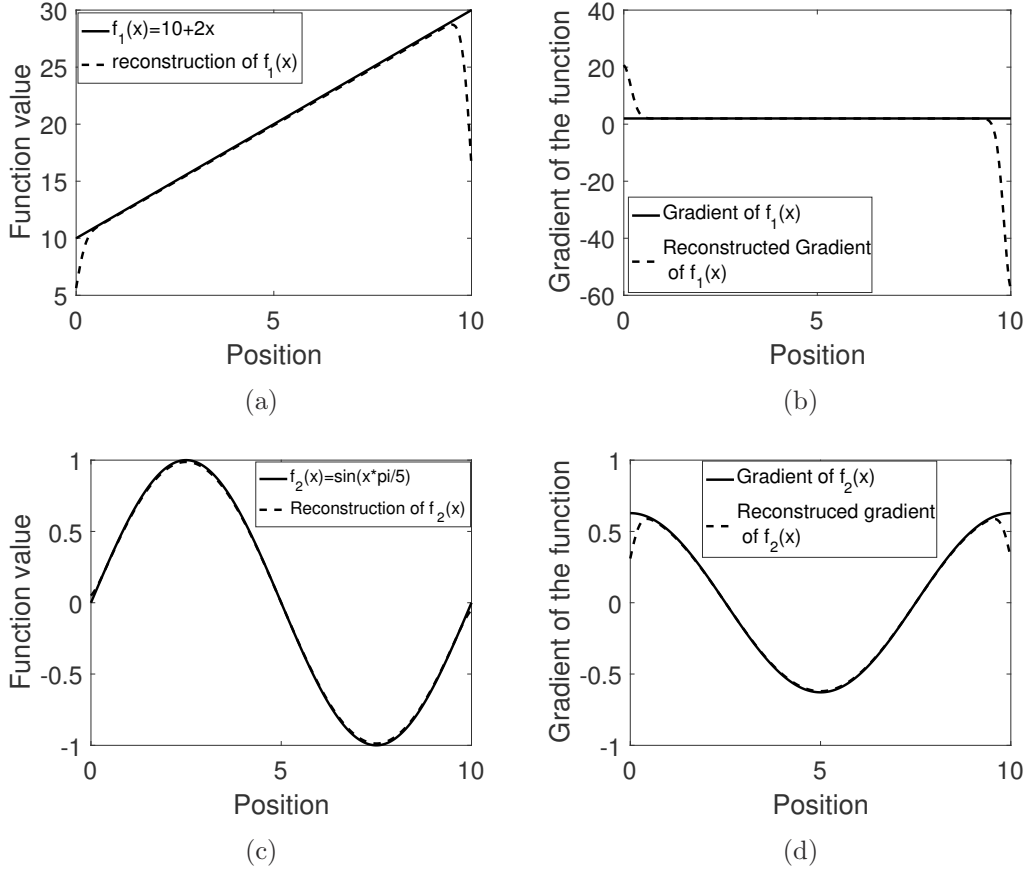 30
25
20
15
10
5
Function value
f1(x)=10+2x
reconstruction of f1(x)
0
5
10
Position
(a)
40
20
0
-20
-40
-60
Gradient of the function
Gradient of f1(x)
Reconstructed Gradient
of f1(x)
0
5
10
Position
(b)
1
0.5
0
-0.5
-1
Function value
f2(x)=sin(x*pi/5)
Reconstruction of f2(x)
0
5
10
Position
(c)
1
0.5
0
-0.5
-1
Gradient of the function
Gradient of f2(x)
Reconstruced gradient
of f2(x)
0
5
10
Position
(d)